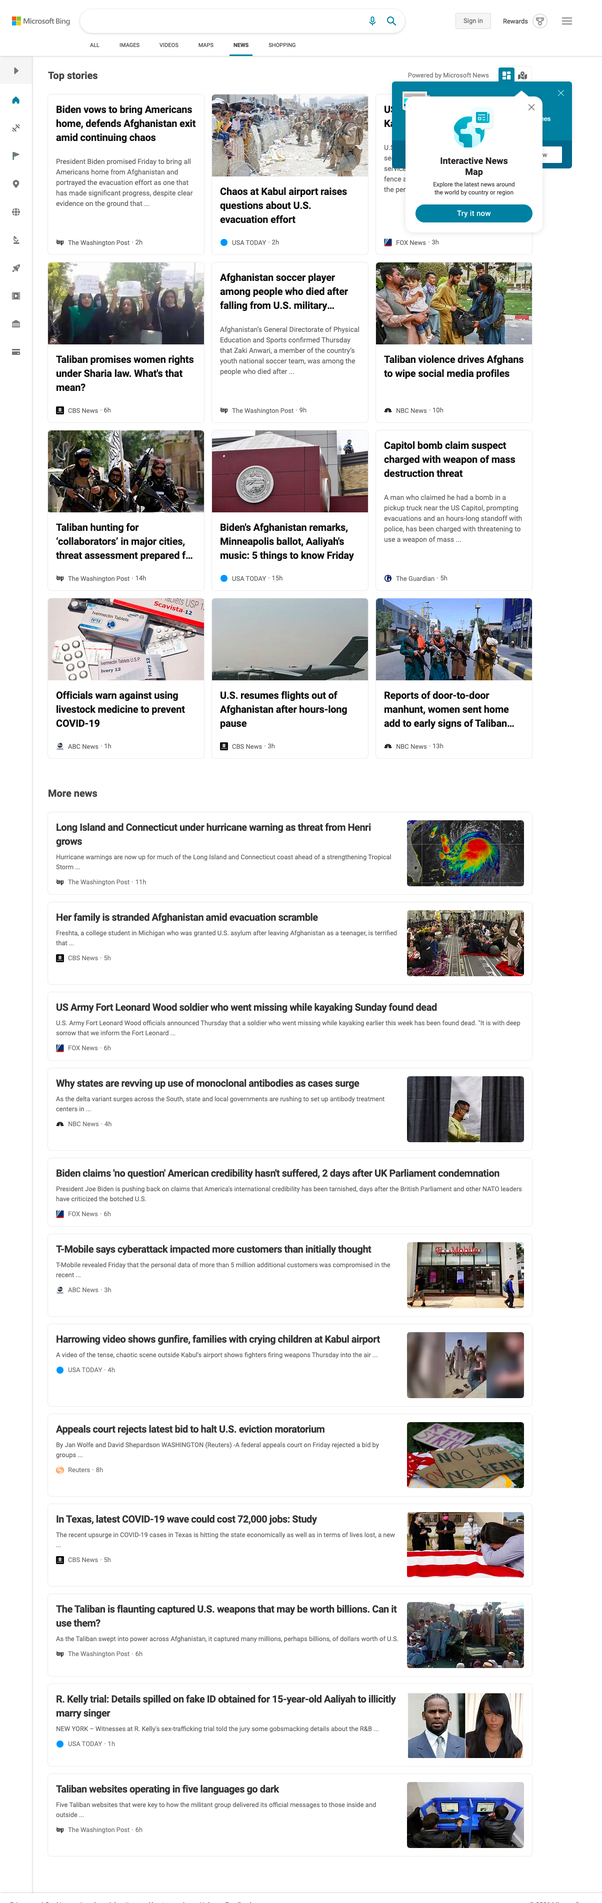 Microsoft Bing
Sign in
Rewards
ALL IMAGES VIDEOS MAPS NEWS SHOPPING
Top stories
Powered by Microsoft News
Interactive News
Map
Explore the latest news around
the world by country or region
Try it now
Biden vows to bring Americans
home, defends Afghanistan exit
amid continuing chaos
President Biden promised Friday to bring all
Americans home from Afghanistan and
portrayed the evacuation effort as one that
has made significant progress, despite clear
evidence on the ground that ...
The Washington Post · 2h
Chaos at Kabul airport raises
questions about U.S.
evacuation effort
USA TODAY · 2h
FOX News · 3h
Taliban promises women rights
under Sharia law. What's that
mean?
CBS News · 6h
Afghanistan soccer player
among people who died after
falling from U.S. military...
Afghanistan's General Directorate of Physical
Education and Sports confirmed Thursday
that Zaki Anwari, a member of the country's
youth national soccer team, was among the
people who died after ...
The Washington Post · 9h
Taliban violence drives Afghans
to wipe social media profiles
NBC News · 10h
Taliban hunting for
‘collaborators’ in major cities,
threat assessment prepared f...
The Washington Post · 14h
Biden's Afghanistan remarks,
Minneapolis ballot, Aaliyah's
music: 5 things to know Friday
USA TODAY · 15h
Capitol bomb claim suspect
charged with weapon of mass
destruction threat
A man who claimed he had a bomb in a
pickup truck near the US Capitol, prompting
evacuations and an hours-long standoff with
police, has been charged with threatening to
use a weapon of mass ...
The Guardian · 5h
Officials warn against using
livestock medicine to prevent
COVID-19
ABC News · 1h
U.S. resumes flights out of
Afghanistan after hours-long
pause
CBS News · 3h
Reports of door-to-door
manhunt, women sent home
add to early signs of Taliban...
NBC News · 13h
More news
Long Island and Connecticut under hurricane warning as threat from Henri
grows
Hurricane warnings are now up for much of the Long Island and Connecticut coast ahead of a strengthening Tropical
Storm ...
The Washington Post · 11h
Her family is stranded Afghanistan amid evacuation scramble
Freshta, a college student in Michigan who was granted U.S. asylum after leaving Afghanistan as a teenager, is terrified
that ...
CBS News · 5h
US Army Fort Leonard Wood soldier who went missing while kayaking Sunday found dead
U.S. Army Fort Leonard Wood officials announced Thursday that a soldier who went missing while kayaking earlier this week has been found dead. "It is with deep
sorrow that we inform the Fort Leonard ...
FOX News · 6h
Why states are revving up use of monoclonal antibodies as cases surge
As the delta variant surges across the South, state and local governments are rushing to set up antibody treatment
centers in ...
NBC News · 4h
Biden claims 'no question' American credibility hasn't suffered, 2 days after UK Parliament condemnation
President Joe Biden is pushing back on claims that America's international credibility has been tarnished, days after the British Parliament and other NATO leaders
have criticized the botched U.S.
FOX News · 6h
T-Mobile says cyberattack impacted more customers than initially thought
T-Mobile revealed Friday that the personal data of more than 5 million additional customers was compromised in the
recent ...
ABC News · 3h
Harrowing video shows gunfire, families with crying children at Kabul airport
A video of the tense, chaotic scene outside Kabul's airport shows fighters firing weapons Thursday into the air ...
USA TODAY · 4h
Appeals court rejects latest bid to halt U.S. eviction moratorium
By Jan Wolfe and David Shepardson WASHINGTON (Reuters) -A federal appeals court on Friday rejected a bid by
groups ...
Reuters · 8h
In Texas, latest COVID-19 wave could cost 72,000 jobs: Study
The recent upsurge in COVID-19 cases in Texas is hitting the state economically as well as in terms of lives lost, a new
...
CBS News · 5h
The Taliban is flaunting captured U.S. weapons that may be worth billions. Can it
use them?
As the Taliban swept into power across Afghanistan, it captured many millions, perhaps billions, of dollars worth of U.S.
The Washington Post · 6h
R. Kelly trial: Details spilled on fake ID obtained for 15-year-old Aaliyah to illicitly
marry singer
NEW YORK – Witnesses at R. Kelly's sex-trafficking trial told the jury some gobsmacking details about the R&B ...
USA TODAY · 1h
Taliban websites operating in five languages go dark
Five Taliban websites that were key to how the militant group delivered its official messages to those inside and
outside ...
The Washington Post · 6h